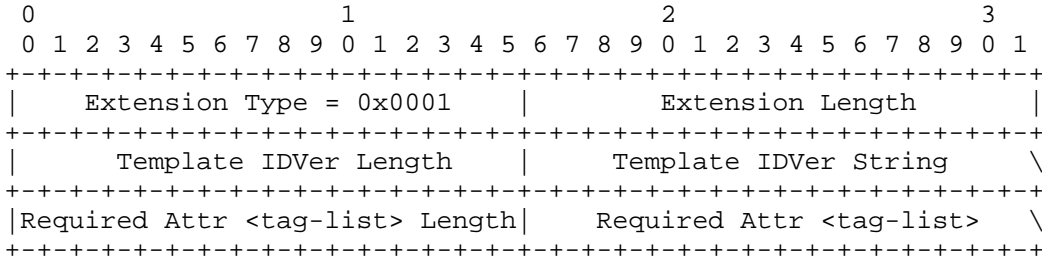 0                   1                   2                   3
 0 1 2 3 4 5 6 7 8 9 0 1 2 3 4 5 6 7 8 9 0 1 2 3 4 5 6 7 8 9 0 1
+-+-+-+-+-+-+-+-+-+-+-+-+-+-+-+-+-+-+-+-+-+-+-+-+-+-+-+-+-+-+-+-+
|    Extension Type = 0x0001    |        Extension Length       |
+-+-+-+-+-+-+-+-+-+-+-+-+-+-+-+-+-+-+-+-+-+-+-+-+-+-+-+-+-+-+-+-+
|      Template IDVer Length    |     Template IDVer String     \
+-+-+-+-+-+-+-+-+-+-+-+-+-+-+-+-+-+-+-+-+-+-+-+-+-+-+-+-+-+-+-+-+
|Required Attr <tag-list> Length|    Required Attr <tag-list>   \
+-+-+-+-+-+-+-+-+-+-+-+-+-+-+-+-+-+-+-+-+-+-+-+-+-+-+-+-+-+-+-+-+